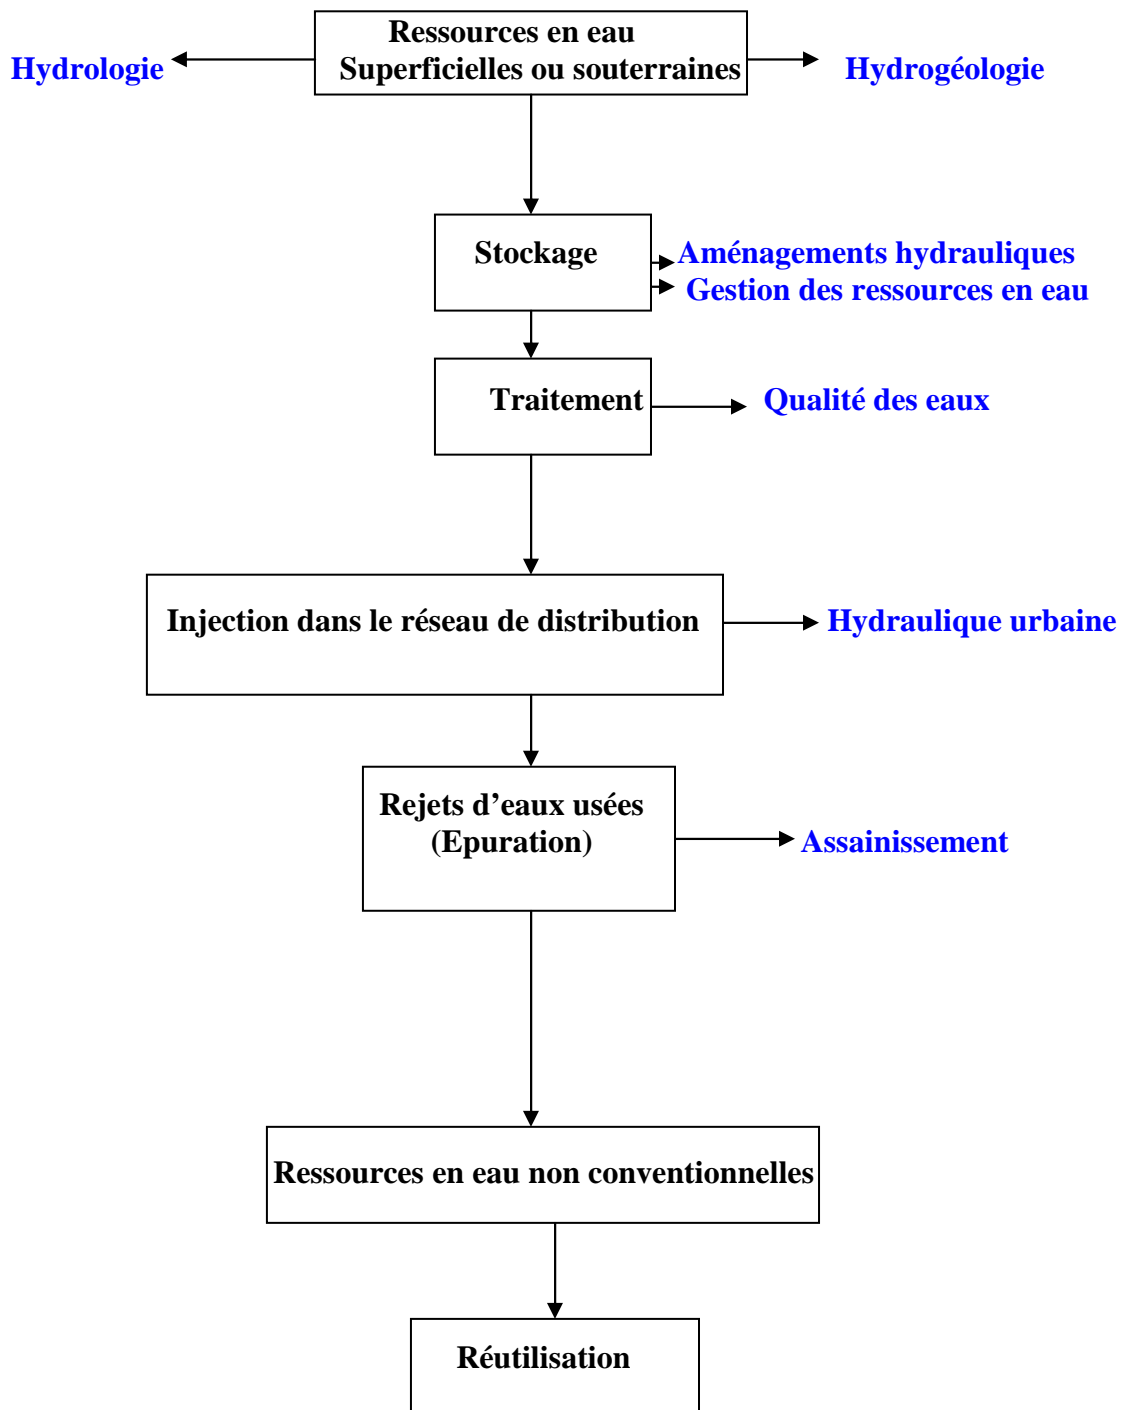 Ressources en eau
Superficielles ou souterraines
Hydrologie
Hydrogéologie
Stockage
Aménagements hydrauliques
Gestion des ressources en eau
Traitement
Qualité des eaux
Injection dans le réseau de distribution
Hydraulique urbaine
Rejets d’eaux usées
(Epuration)
Assainissement
Ressources en eau non conventionnelles
Réutilisation